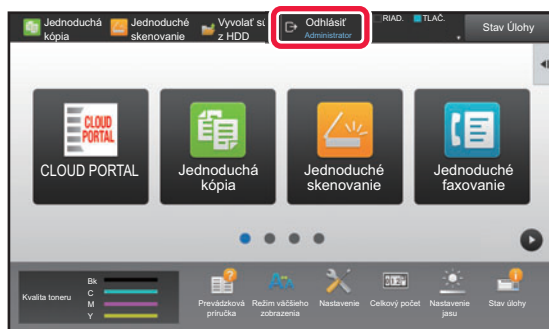 Jednoduchá
kópia
Jednoduché
skenovanie
Vyvolať sú
z HDD
Odhlásiť
Administrator
RIAD.
TLAČ.
Stav Úlohy
CLOUD
PORTAL
CLOUD PORTAL
Jednoduchá
kópia
Jednoduché
skenovanie
Jednoduché
faxovanie
Kvalita toneru
Bk
C
M
Y
Prevádzková
príručka
Režim väčšieho
zobrazenia
Nastavenie
Celkový počet
Nastavenie
jasu
Stav úlohy